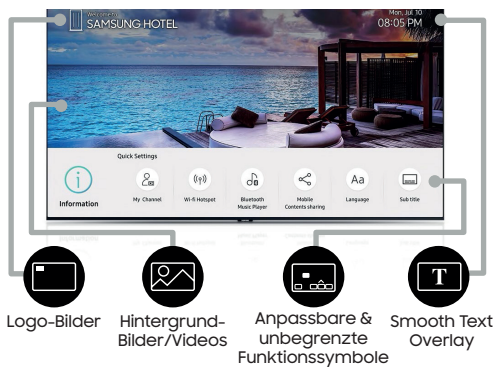 Welcome to
SAMSUNG HOTEL
Mon, Jul 10
08:05 PM
Quick Settings
i
Information
My Channel
Wi-fi Hotspot
Bluetooth
Music Player
Mobile
Contents sharing
Aa
Language
Sub title
T
Logo-Bilder
Hintergrund-
Bilder/Videos
Anpassbare &
unbegrenzte
Funktionssymbole
Smooth Text
Overlay